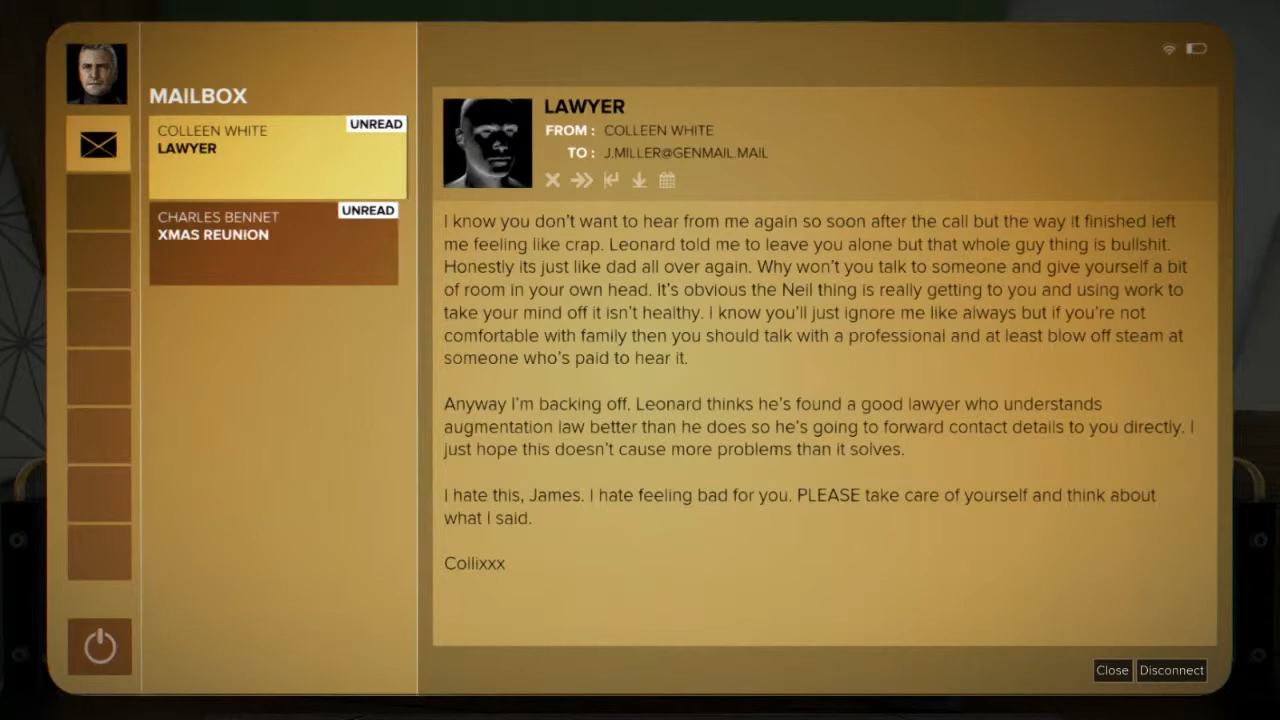 MAILBOX
COLLEEN WHITE
UNREAD
LAWYER
CHARLES BENNET
UNREAD
XMAS REUNION
LAWYER
FROM : COLLEEN WHITE
TO : J.MILLER@GENMAIL.MAIL
I know you don't want to hear from me again so soon after the call but the way it finished left
me feeling like crap. Leonard told me to leave you alone but that whole guy thing is bullshit.
Honestly its just like dad all over again. Why won't you talk to someone and give yourself a bit
of room in your own head. It's obvious the Neil thing is really getting to you and using work to
take your mind off it isn't healthy. I know you'll just ignore me like always but if you're not
comfortable with family then you should talk with a professional and at least blow off steam at
someone who's paid to hear it.
Anyway I'm backing off. Leonard thinks he's found a good lawyer who understands
augmentation law better than he does so he's going to forward contact details to you directly. I
just hope this doesn't cause more problems than it solves.
I hate this, James. I hate feeling bad for you. PLEASE take care of yourself and think about
what I said.
Collixxx
Close Disconnect